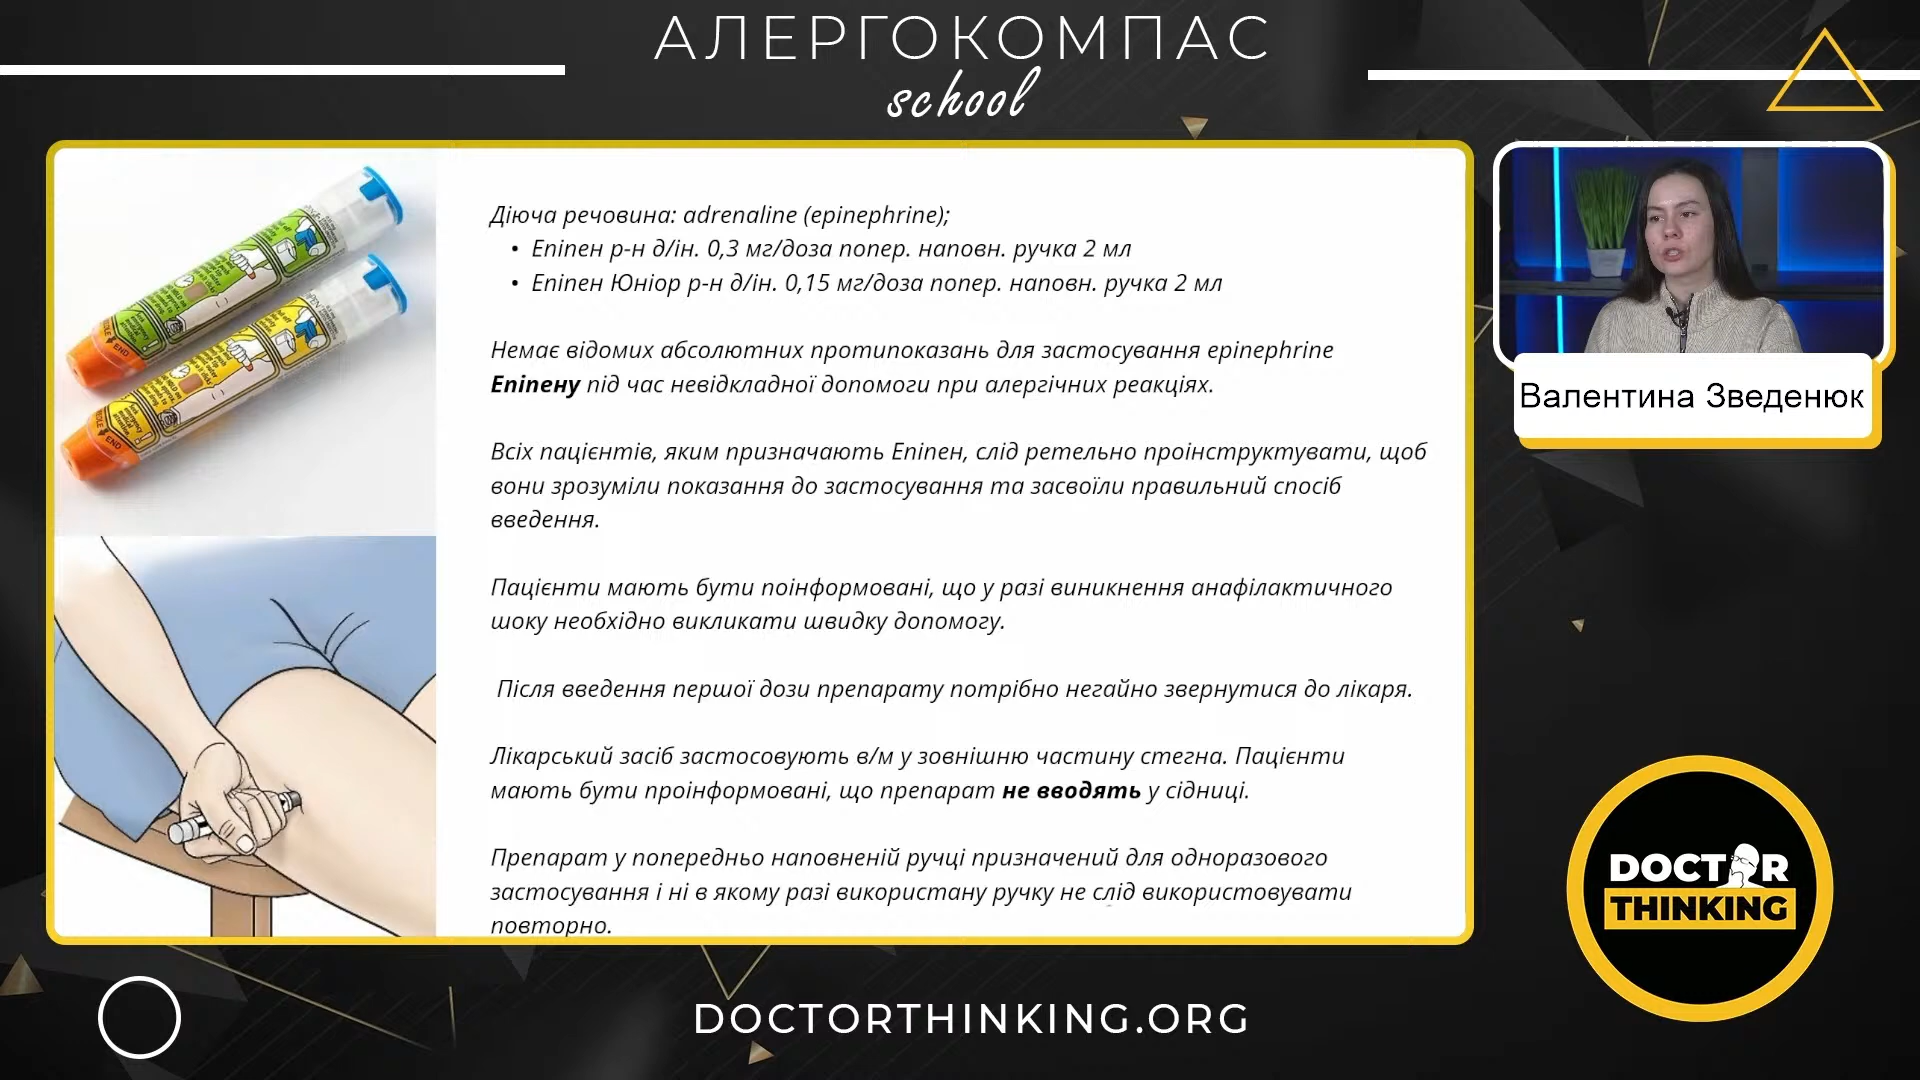 АЛЕРГОКОМПАС
school
Діюча речовина: adrenaline (epinephrine);
• Епіпен р-н д/ін. 0,3 мг/доза попер. наповн. ручка 2 мл
• Епіпен Юніор р-н д/ін. 0,15 мг/доза попер. наповн. ручка 2 мл
Немає відомих абсолютних протипоказань для застосування epinephrine
Епіпену під час невідкладної допомоги при алергічних реакціях.
Всіх пацієнтів, яким призначають Епіпен, слід ретельно проінструктувати, щоб
вони зрозуміли показання до застосування та засвоїли правильний спосіб
введення.
Пацієнти мають бути поінформовані, що у разі виникнення анафілактичного
шоку необхідно викликати швидку допомогу.
Після введення першої дози препарату потрібно негайно звернутися до лікаря.
Лікарський засіб застосовують в/м у зовнішню частину стегна. Пацієнти
мають бути проінформовані, що препарат не вводять у сідниці.
Препарат у попередньо наповненій ручці призначений для одноразового
застосування і ні в якому разі використану ручку не слід використовувати
повторно.
Валентина Зведенюк
DOCTOR
THINKING
DOCTORTHINKING.ORG